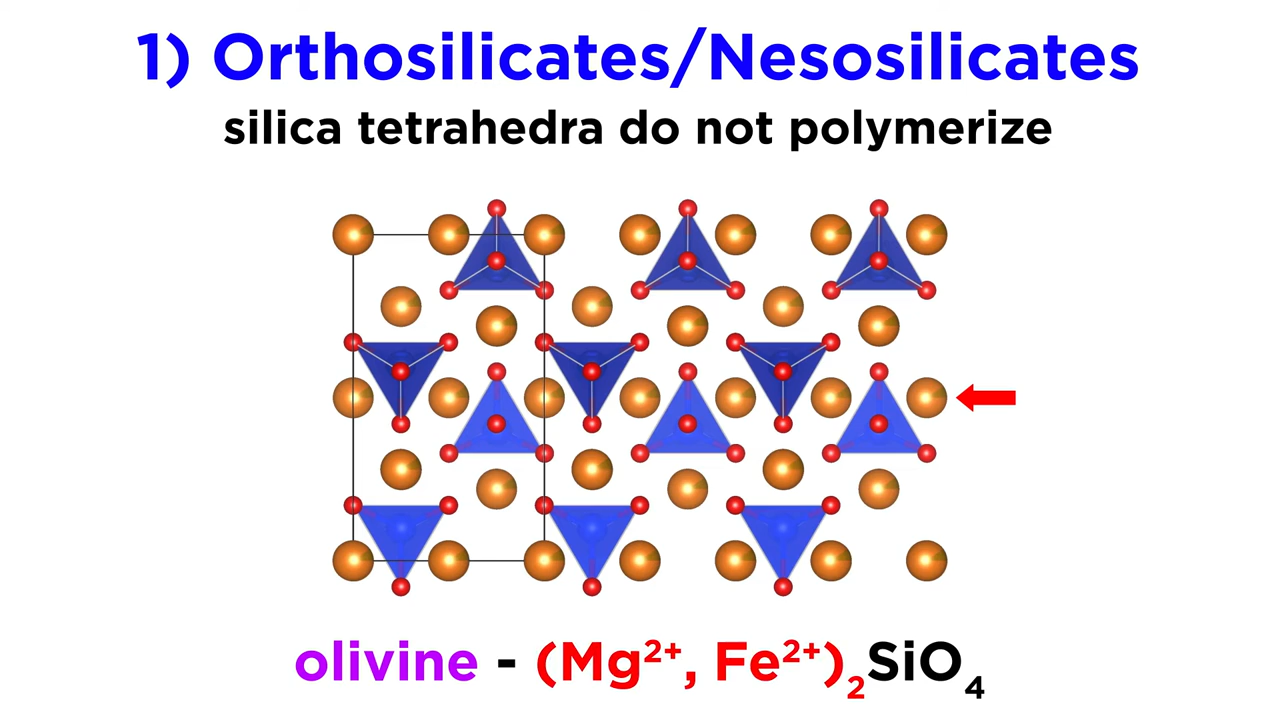 1) Orthosilicates/Nesosilicates
silica tetrahedra do not polymerize
olivine - (Mg²⁺, Fe²⁺)₂SiO₄